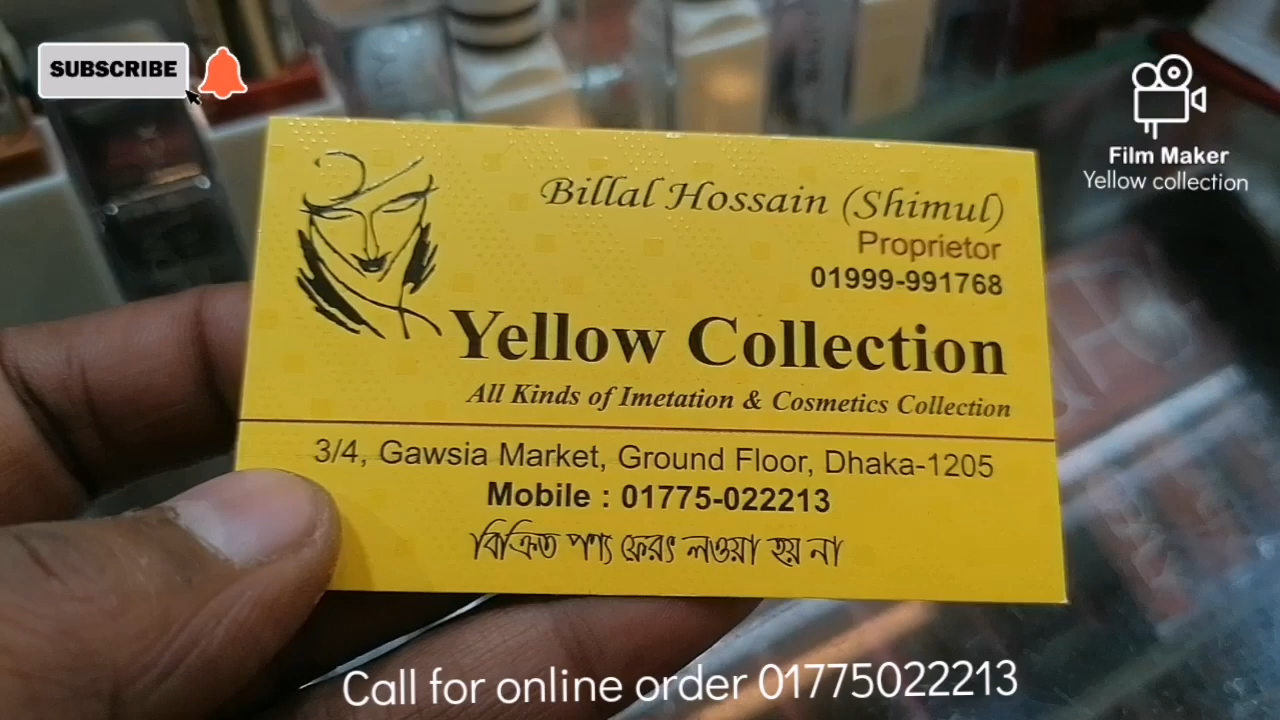 SUBSCRIBE
Film Maker
Yellow collection
Billal Hossain (Shimul)
Proprietor
01999-991768
Yellow Collection
All Kinds of Imetation & Cosmetics Collection
3/4, Gawsia Market, Ground Floor, Dhaka-1205
Mobile : 01775-022213
বিক্রিত পণ্য ফেরৎ লওয়া হয় না
Call for online order 01775022213